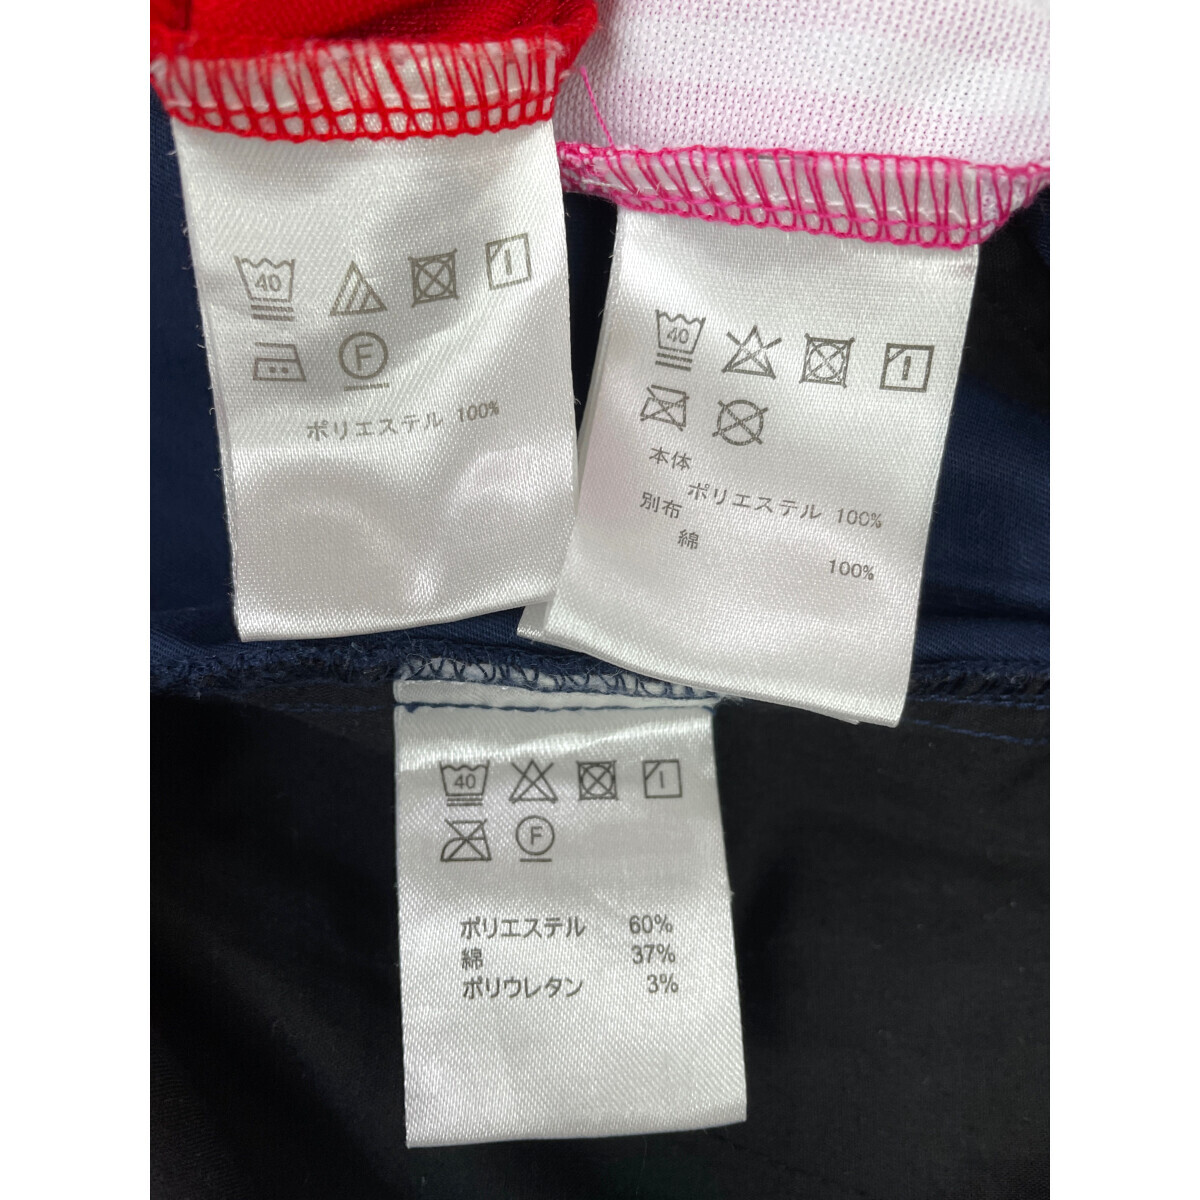 40
F
ポリエステル 100%
40
本体
ポリエステル 100%
別布
綿 100%
40
F
ポリエステル 60%
綿 37%
ポリウレタン 3%